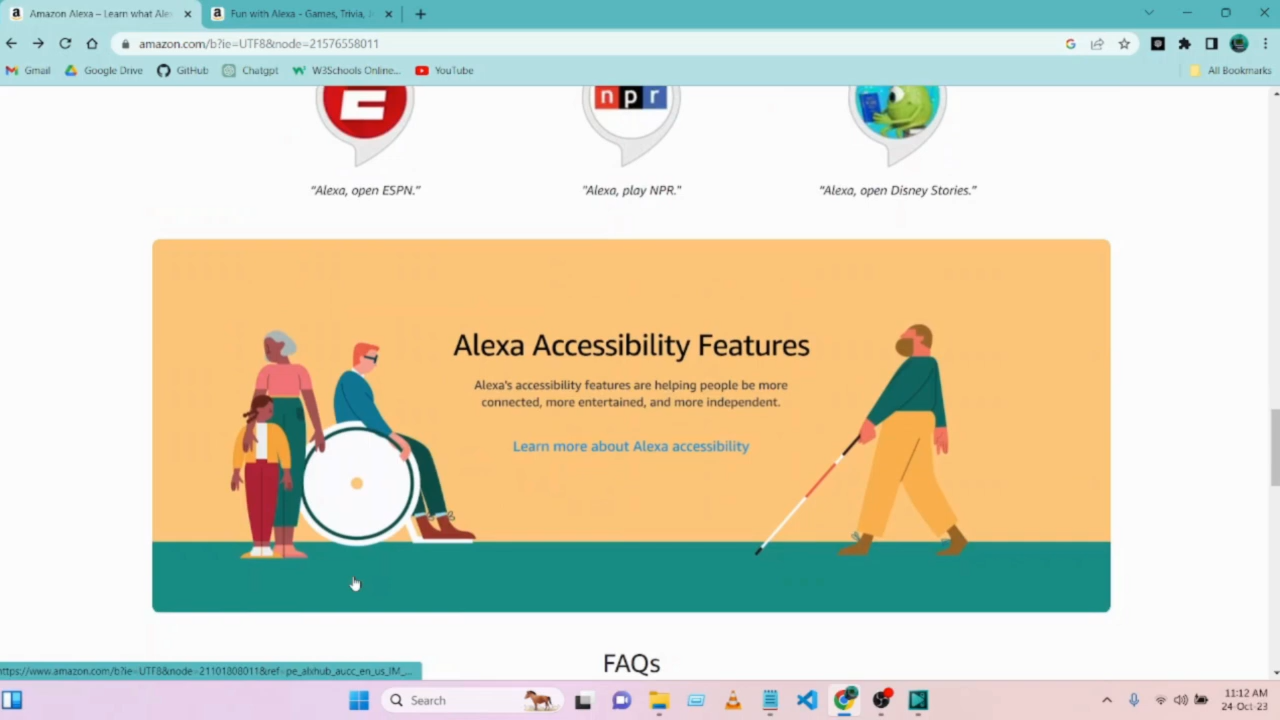 Amazon Alexa – Learn what Ale
Fun with Alexa - Games, Trivia,
amazon.com/b?ie=UTF8&node=21576558011
Gmail
Google Drive
GitHub
Chatgpt
W3Schools Online...
YouTube
All Bookmarks
npr
"Alexa, open ESPN."
"Alexa, play NPR."
"Alexa, open Disney Stories."
Alexa Accessibility Features
Alexa's accessibility features are helping people be more
connected, more entertained, and more independent.
Learn more about Alexa accessibility
FAQs
https://www.amazon.com/b?ie=UTF8&node=21101808011&ref=pe_alxhub_aucc_en_us_IM_...
Search
11:12 AM
24-Oct-23